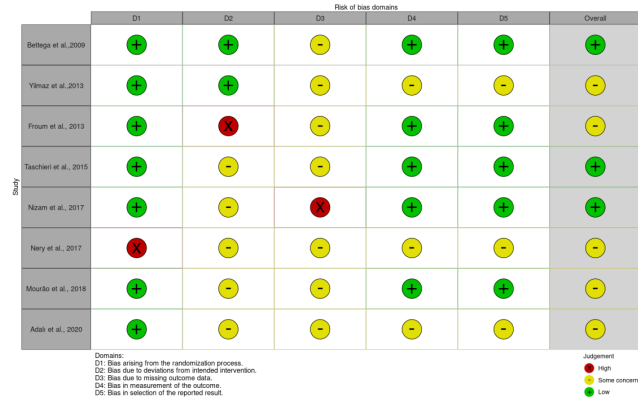 Risk of bias domains
D1 D2 D3 D4 D5 Overall
Study
Bettega et al.,2009 + + - + + +
Yilmaz et al.,2013 + + - - - -
Froum et al., 2013 + X - + + -
Taschieri et al., 2015 + - - + + +
Nizam et al., 2017 + - X + + +
Nery et al., 2017 X - - - - -
Mourão et al., 2018 + - - + + -
Adali et al., 2020 + - - - - -
Domains:
D1: Bias arising from the randomization process.
D2: Bias due to deviations from intended intervention.
D3: Bias due to missing outcome data.
D4: Bias in measurement of the outcome.
D5: Bias in selection of the reported result.
Judgement
X High
- Some concern
+ Low